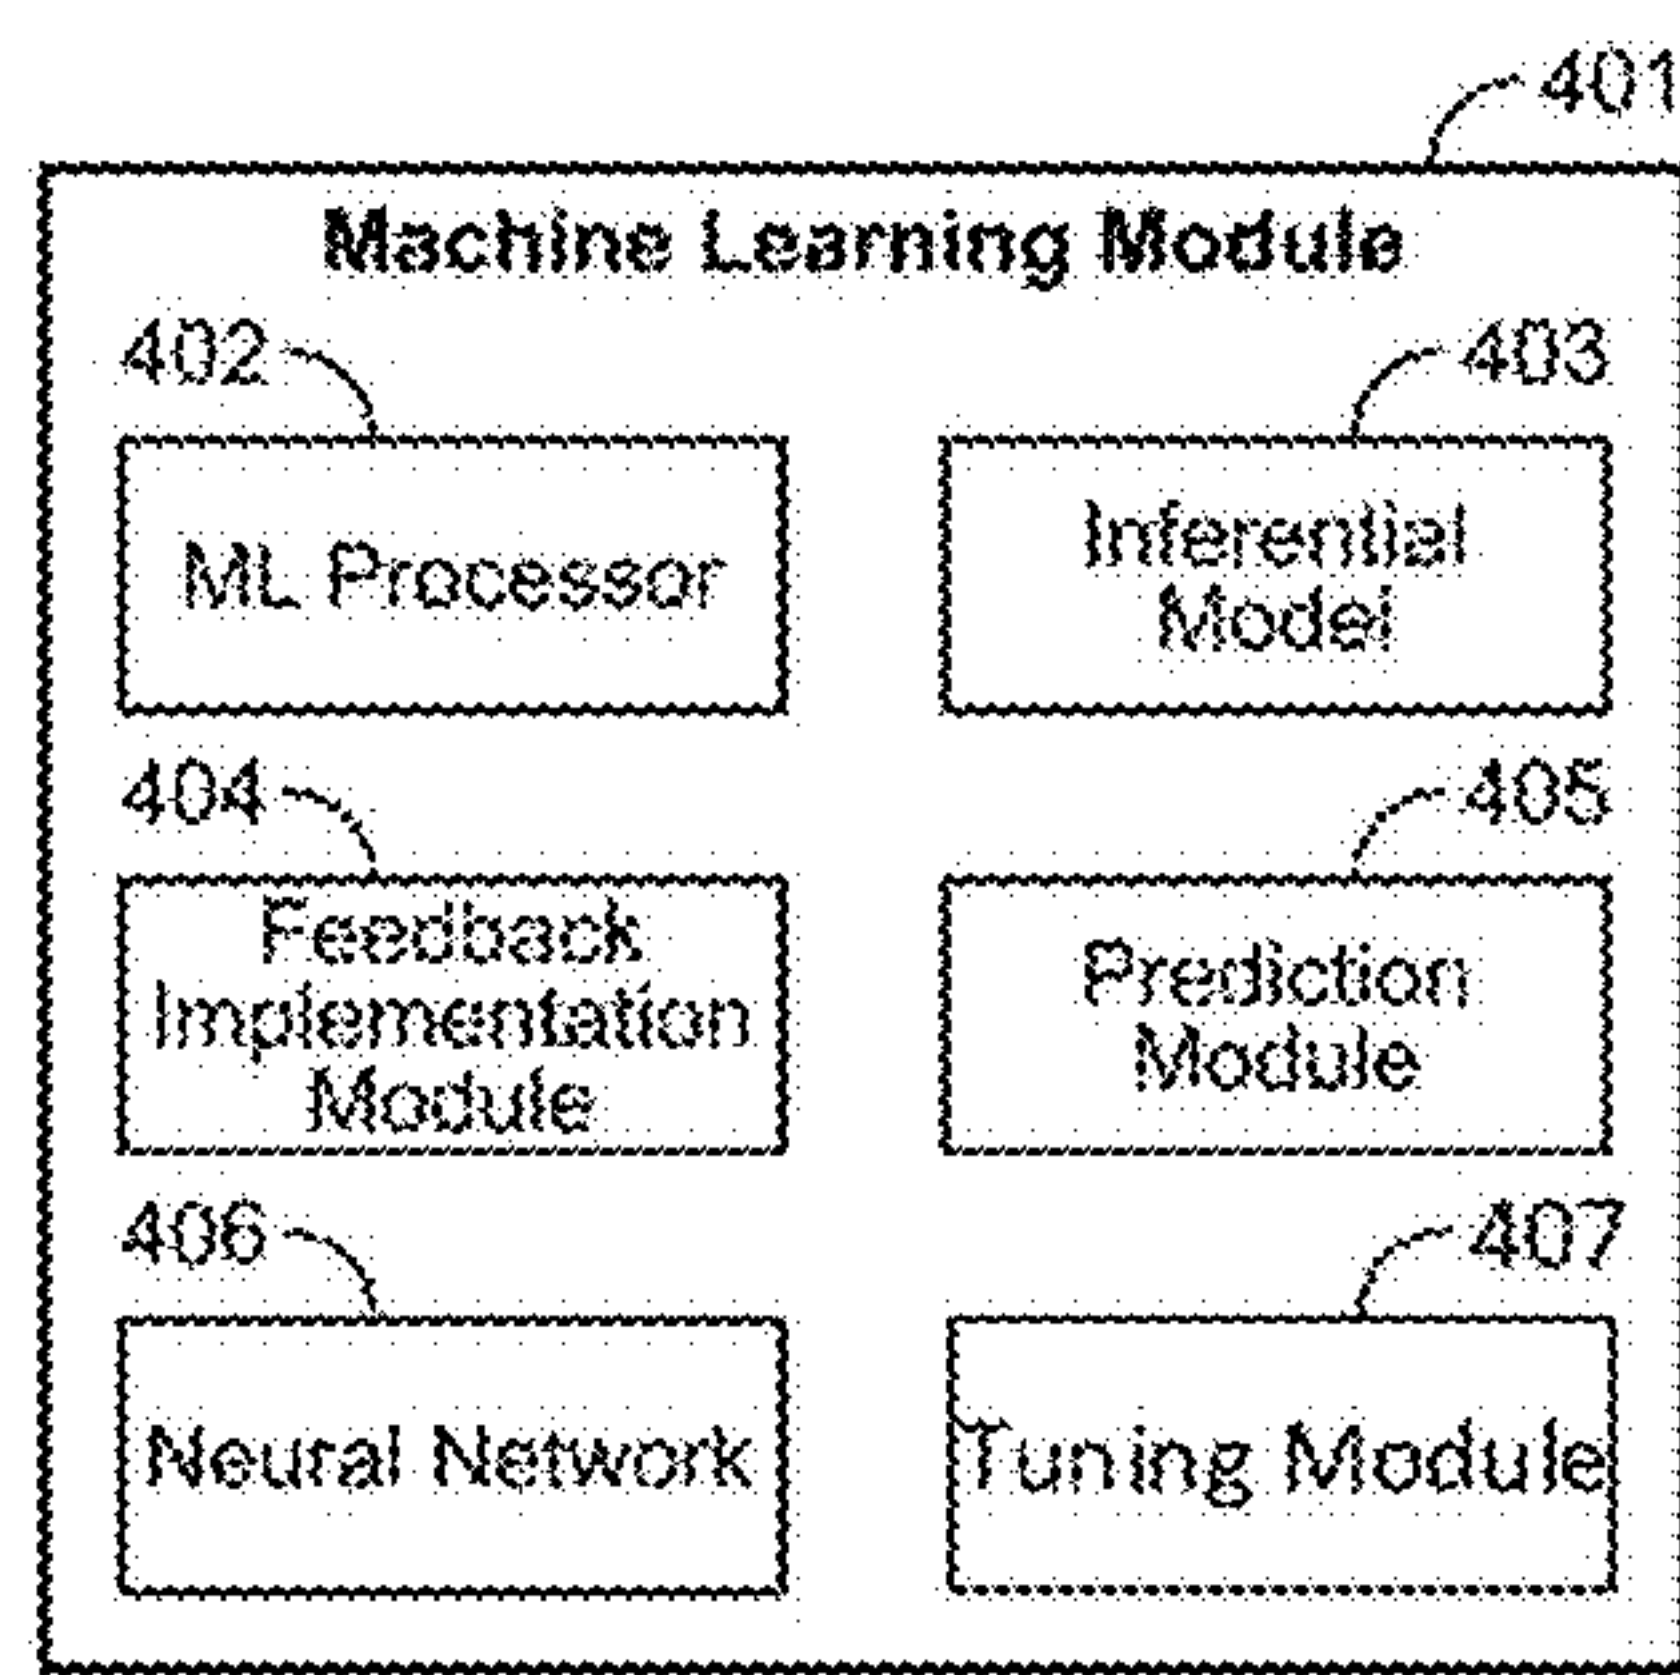 401
Machine Learning Module
402
403
ML Processor
Inferential
Model
404
405
Feedback
Implementation
Module
Prediction
Module
406
407
Neural Network
Tuning Module